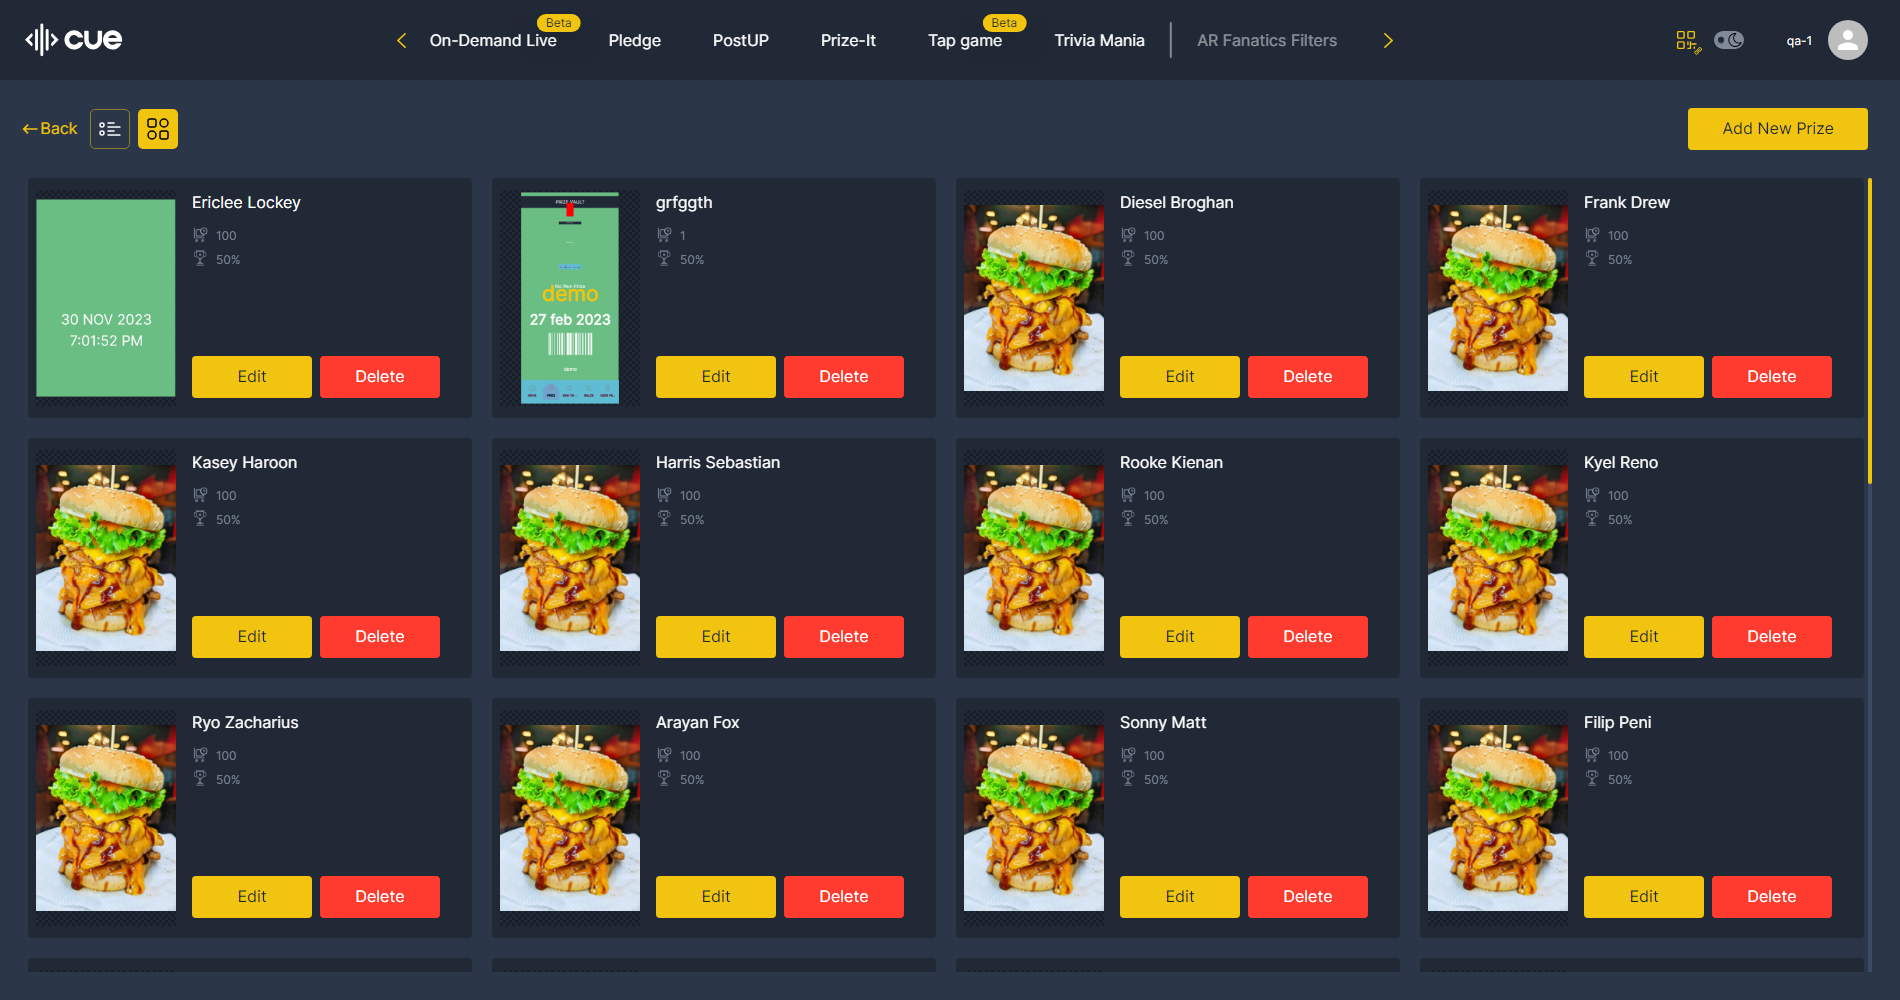 cue
On-Demand Live
Beta
Pledge
PostUP
Prize-It
Tap game
Beta
Trivia Mania
AR Fanatics Filters
qa-1
Back
Add New Prize
30 NOV 2023
7:01:52 PM
Ericlee Lockey
100
50%
Edit
Delete
PRIZE VAULT
demo
27 feb 2023
demo
grfggth
1
50%
Edit
Delete
Diesel Broghan
100
50%
Edit
Delete
Frank Drew
100
50%
Edit
Delete
Kasey Haroon
100
50%
Edit
Delete
Harris Sebastian
100
50%
Edit
Delete
Rooke Kienan
100
50%
Edit
Delete
Kyel Reno
100
50%
Edit
Delete
Ryo Zacharius
100
50%
Edit
Delete
Arayan Fox
100
50%
Edit
Delete
Sonny Matt
100
50%
Edit
Delete
Filip Peni
100
50%
Edit
Delete